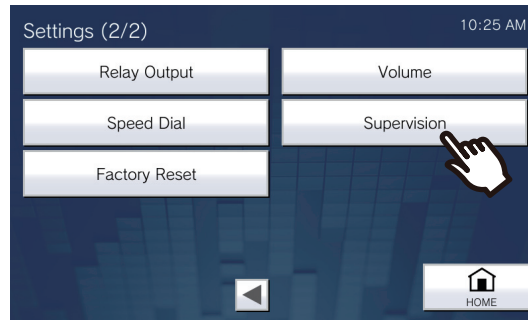 Settings (2/2)
10:25 AM
Relay Output
Volume
Speed Dial
Supervision
Factory Reset
HOME